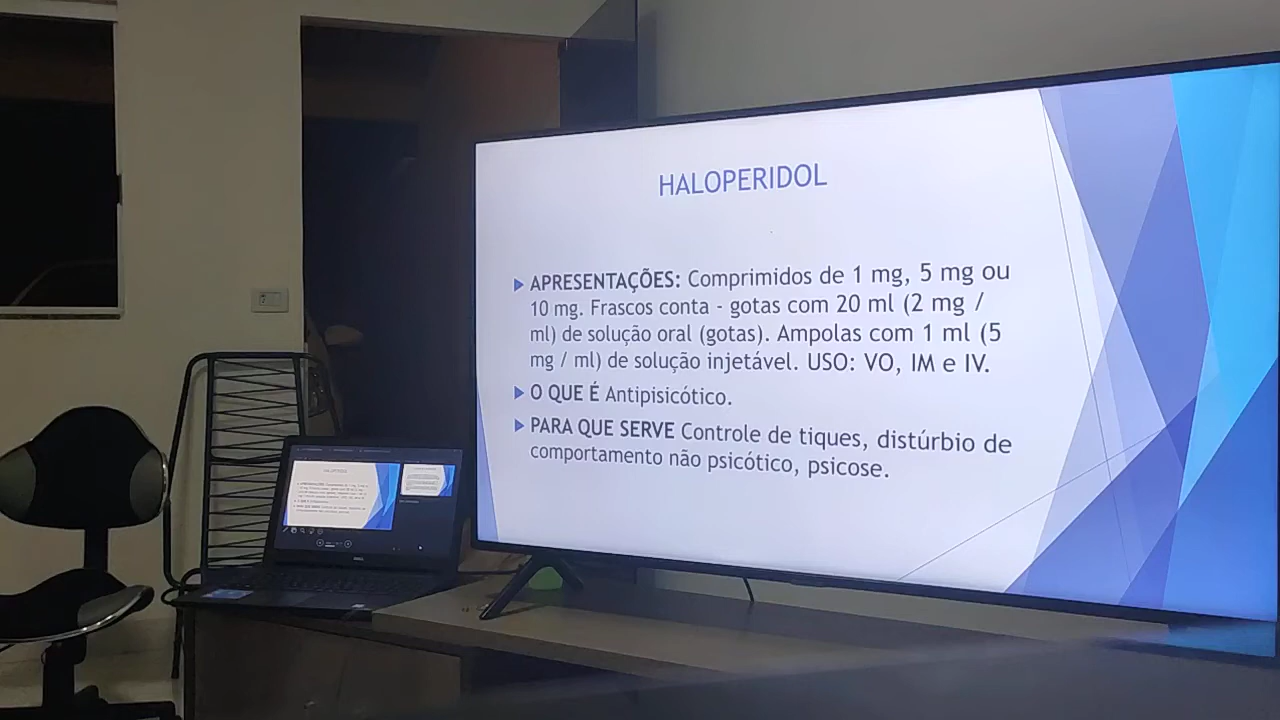 HALOPERIDOL
APRESENTAÇÕES: Comprimidos de 1 mg, 5 mg ou
10 mg. Frascos conta - gotas com 20 ml (2 mg /
ml) de solução oral (gotas). Ampolas com 1 ml (5
mg / ml) de solução injetável. USO: VO, IM e IV.
O QUE É Antipisicótico.
PARA QUE SERVE Controle de tiques, distúrbio de
comportamento não psicótico, psicose.
HALOPERIDOL
DELL